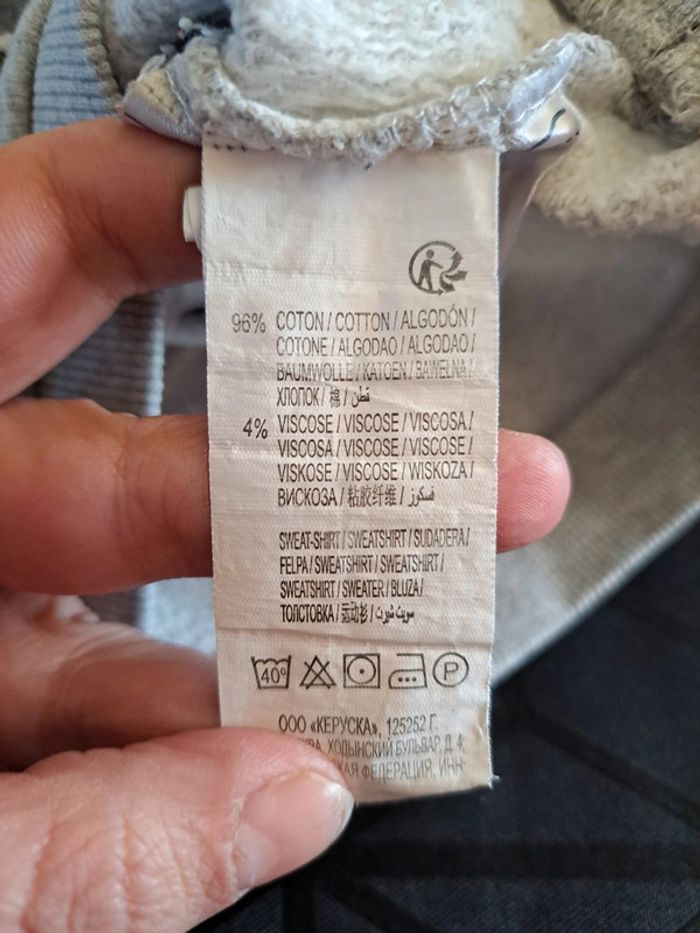 96% COTON / COTTON / ALGODÓN /
COTONE / ALGODAO / ALGODAO /
BAUMWOLLE / KATOEN / BAWELNA /
ХЛОПОК / 棉 / قطن
4% VISCOSE / VISCOSE / VISCOSA /
VISCOSA / VISCOSE / VISCOSE /
VISKOSE / VISCOSE / WISKOZA /
ВИСКОЗА / 粘胶纤维 / فسكوز
SWEAT-SHIRT / SWEATSHIRT / SUDADERA /
FELPA / SWEATSHIRT / SWEATSHIRT /
SWEATSHIRT / SWEATER / BLUZA /
ТОЛСТОВКА / 运动衫 / سويت شيرت
40° P
ООО «КЕРУСКА», 125252 Г.
ХОДЫНСКИЙ БУЛЬВАР, Д. 4,
ФЕДЕРАЦИЯ, ИНН